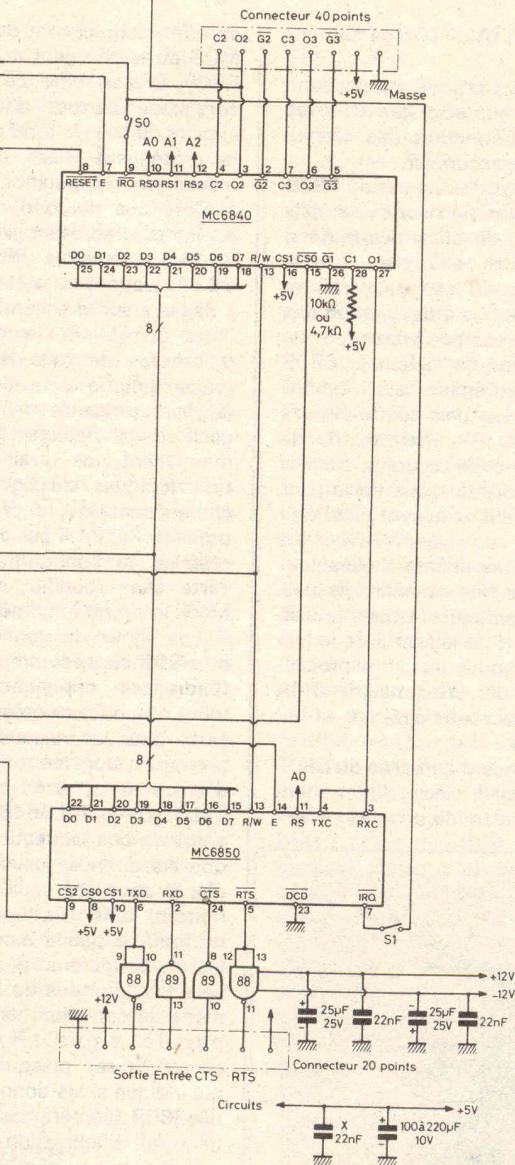 Connecteur 40 points
C2 O2 G2 C3 O3 G3
+5V
Masse
S0
A0 A1 A2
7 17 9 10 11 12 4 3 2 7 6 5
RESET E IRQ RS0 RS1 RS2 C2 O2 G2 C3 O3 G3
MC6840
D0 D1 D2 D3 D4 D5 D6 D7 R/W CS1 CS0 G1 C1 O1
25 24 23 22 21 20 19 18 13 16 15 26 28 27
+5V
10kΩ
ou
4,7kΩ
+5V
8
8
A0
22 21 20 19 18 17 16 15 13 14 11 4 3
D0 D1 D2 D3 D4 D5 D6 D7 R/W E RS TXC RXC
MC6850
CS2 CS0 CS1 TXD RXD CTS RTS DCD IRQ
9 8 10 6 2 24 5 23 7
+5V +5V
S1
9 10 11 8 12 13
88 89 89 88
8 13 10 11
+12V
+12V
-12V
25µF
25V
22nF
25µF
25V
22nF
Sortie Entrée CTS RTS
Connecteur 20 points
Circuits
+5V
X
22nF
100à220µF
10V